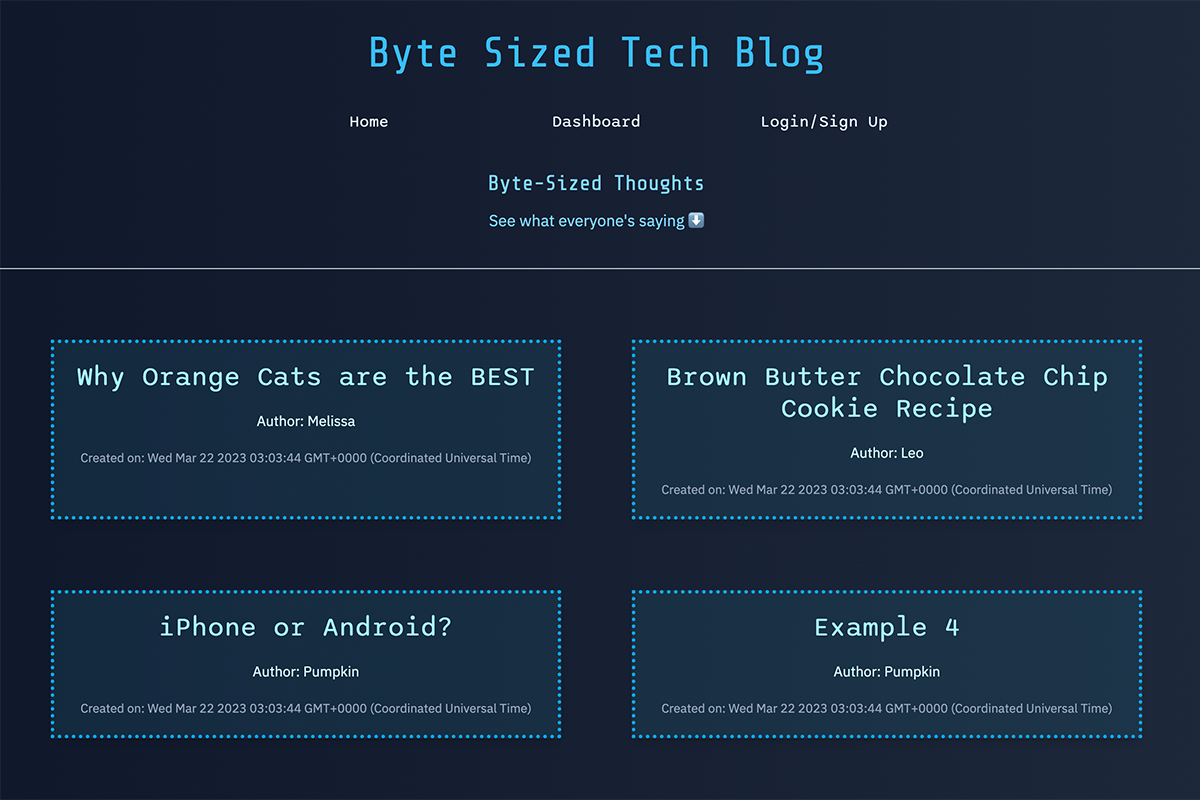 Byte Sized Tech Blog
Home Dashboard Login/Sign Up
Byte-Sized Thoughts
See what everyone's saying ⬇️
Why Orange Cats are the BEST
Author: Melissa
Created on: Wed Mar 22 2023 03:03:44 GMT+0000 (Coordinated Universal Time)
Brown Butter Chocolate Chip
Cookie Recipe
Author: Leo
Created on: Wed Mar 22 2023 03:03:44 GMT+0000 (Coordinated Universal Time)
iPhone or Android?
Author: Pumpkin
Created on: Wed Mar 22 2023 03:03:44 GMT+0000 (Coordinated Universal Time)
Example 4
Author: Pumpkin
Created on: Wed Mar 22 2023 03:03:44 GMT+0000 (Coordinated Universal Time)